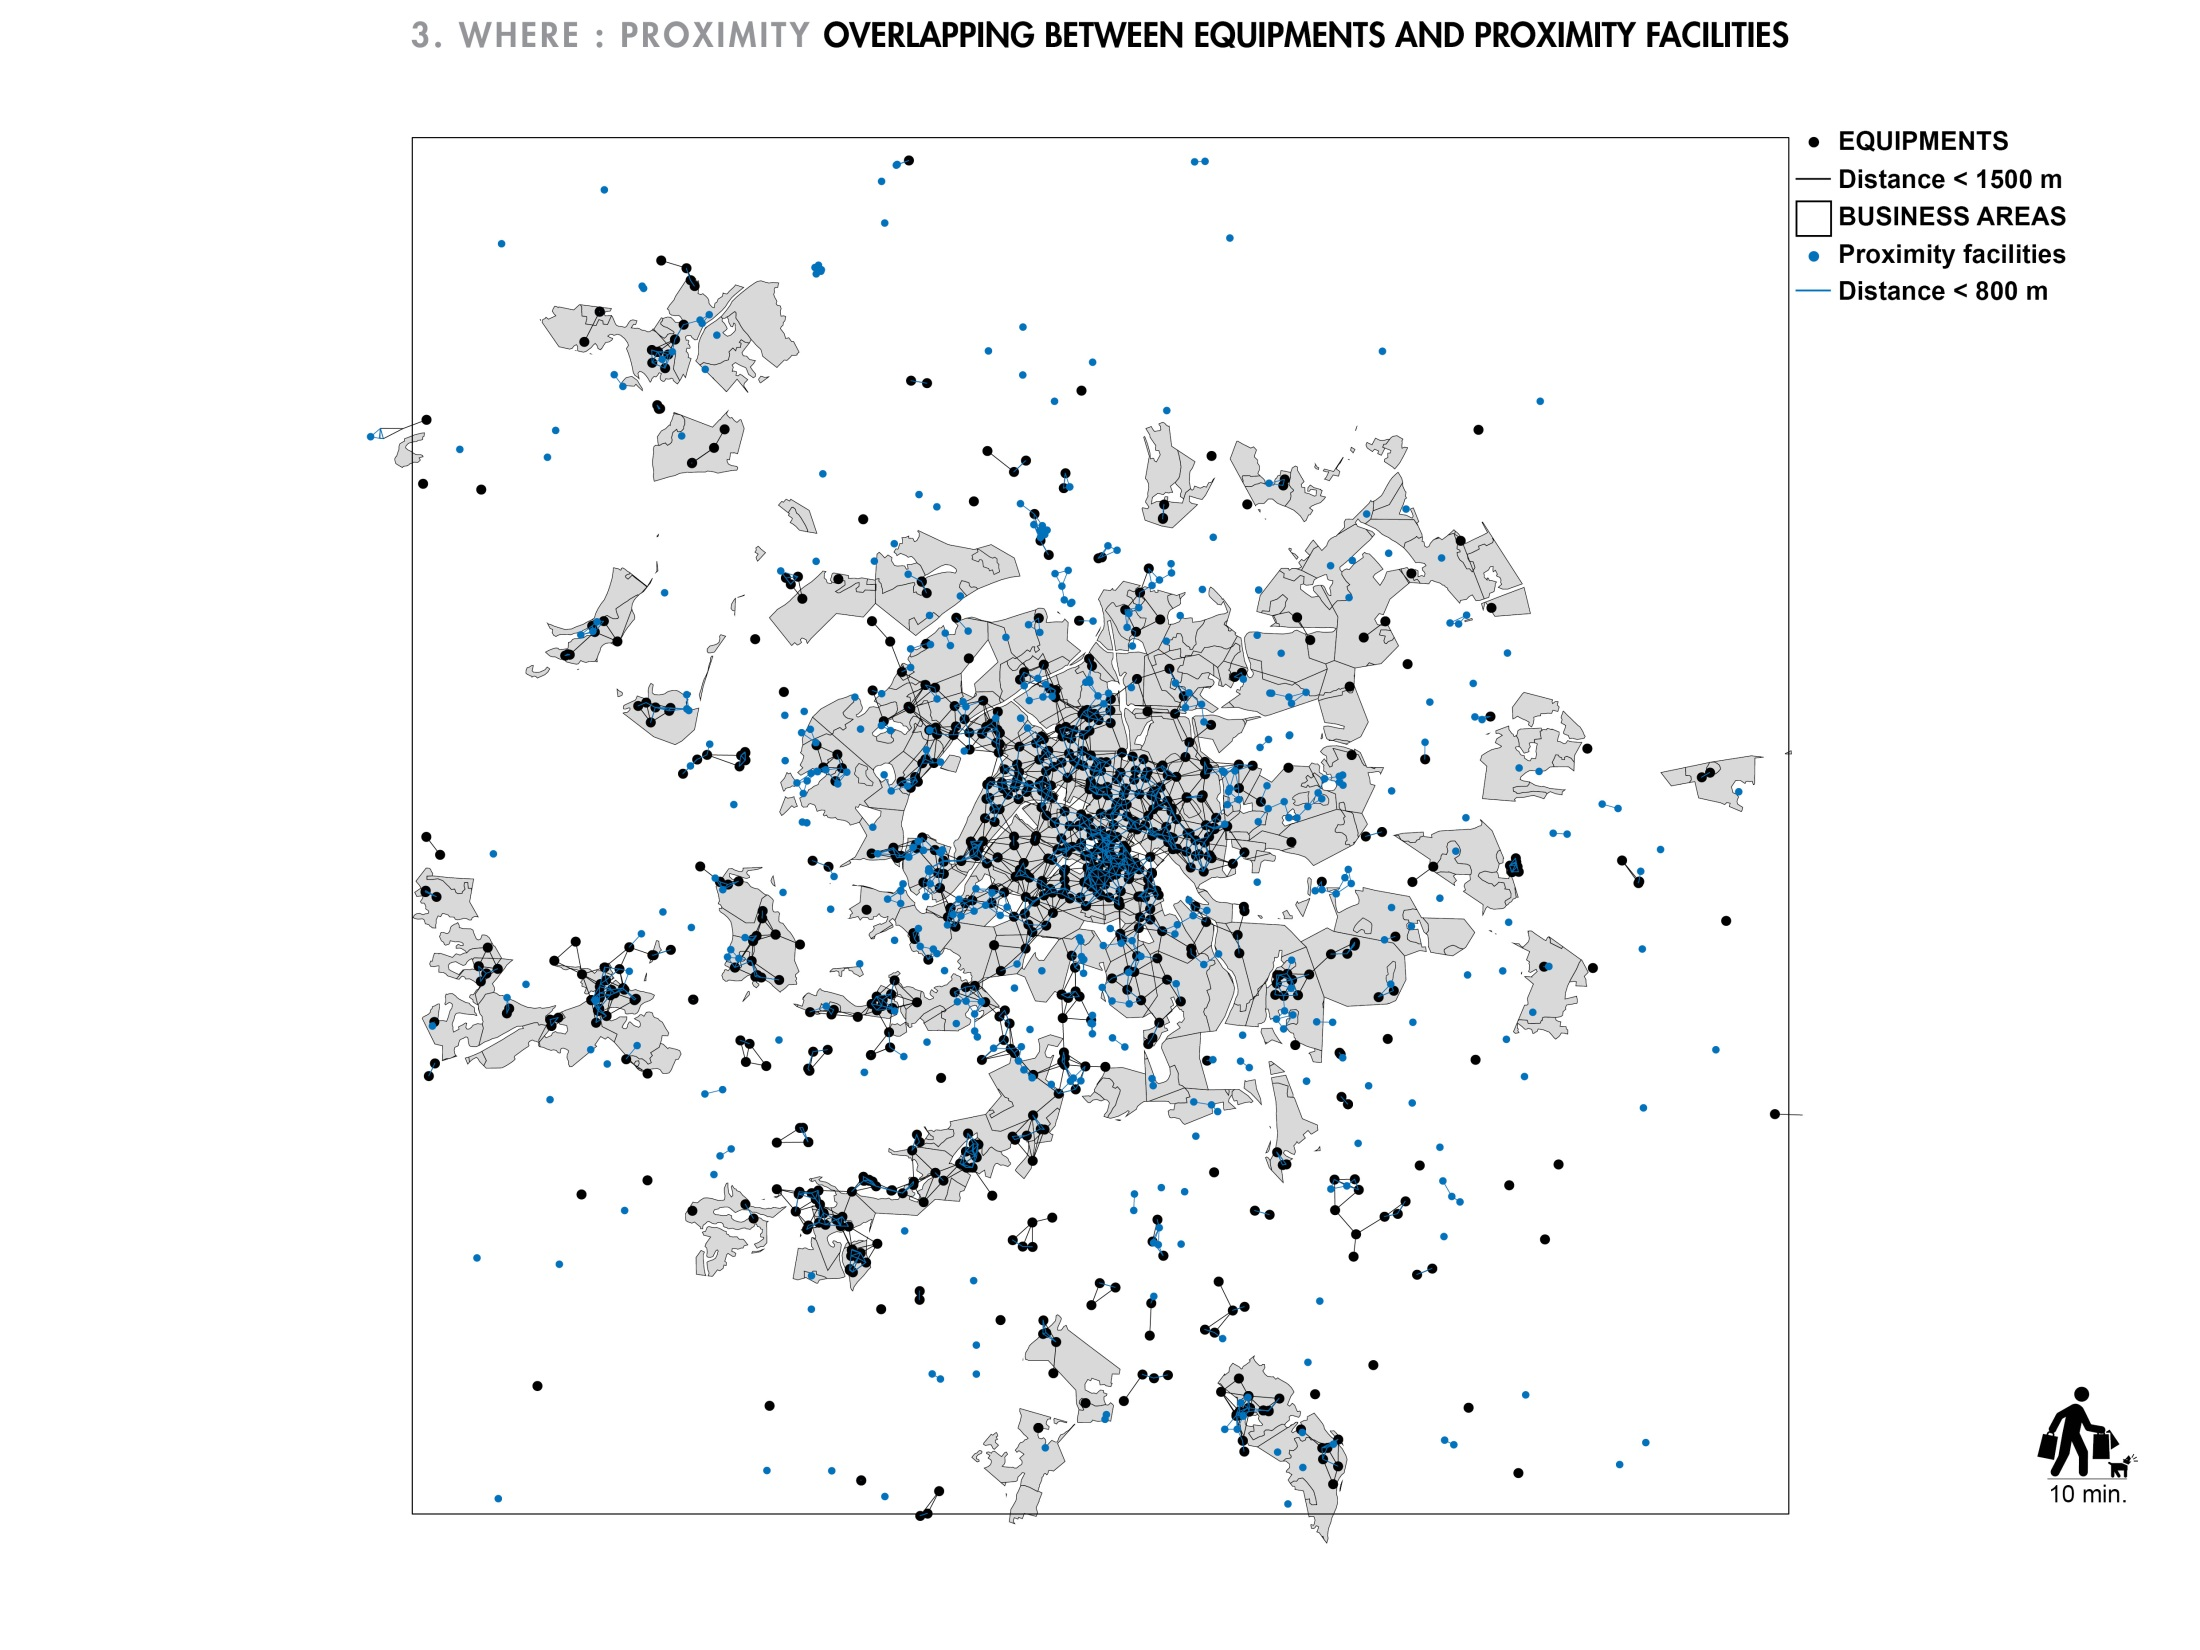 3. WHERE : PROXIMITY OVERLAPPING BETWEEN EQUIPMENTS AND PROXIMITY FACILITIES
EQUIPMENTS
Distance < 1500 m
BUSINESS AREAS
Proximity facilities
Distance < 800 m
10 min.